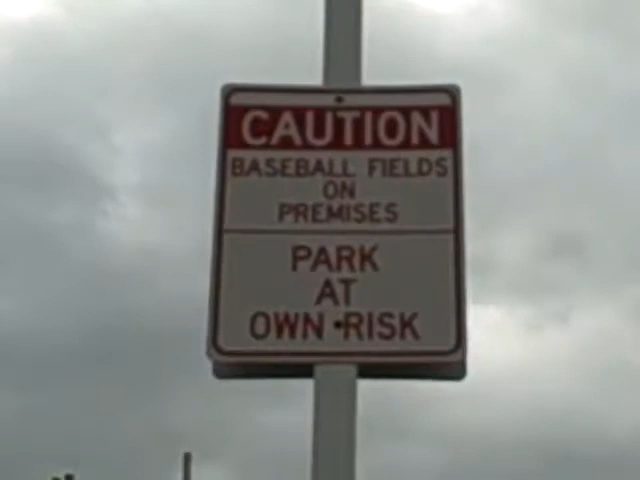 CAUTION
BASEBALL FIELDS
ON
PREMISES
PARK
AT
OWN RISK